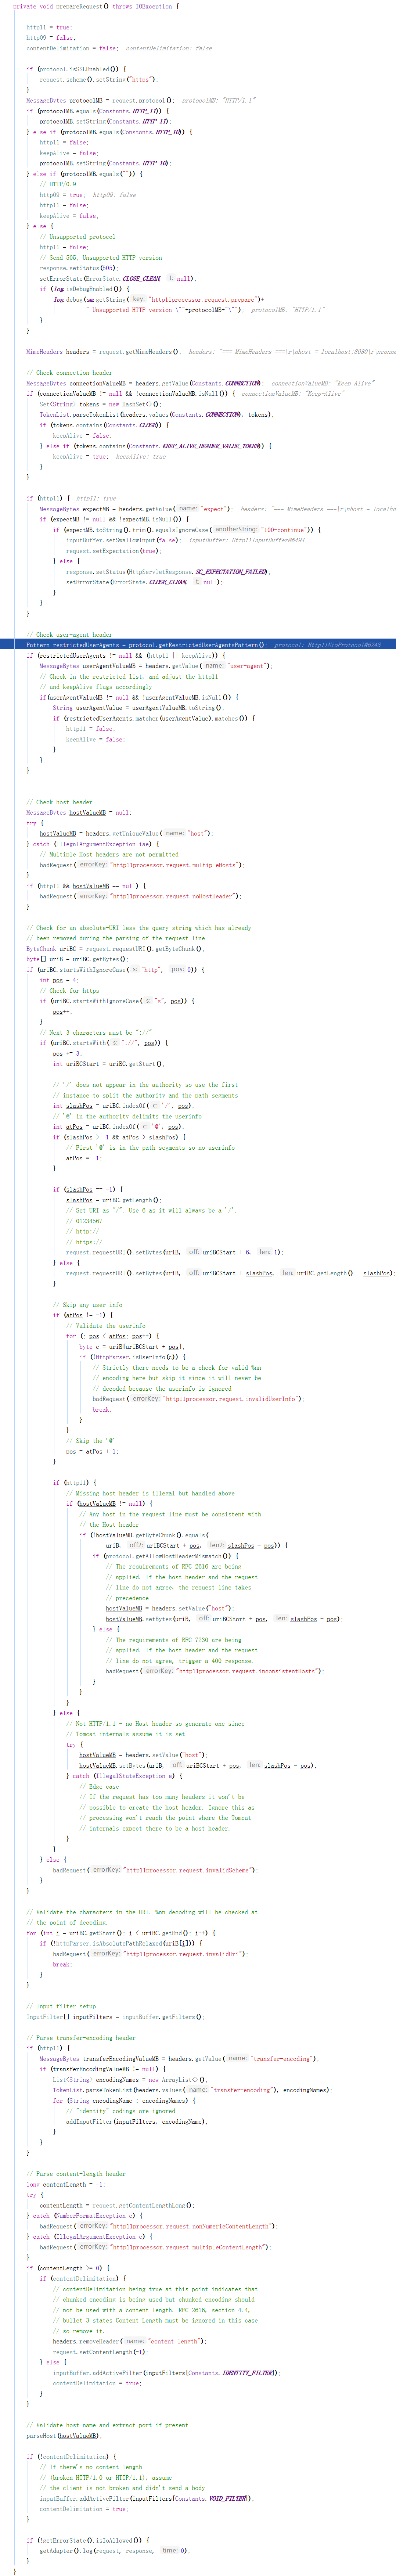 private void prepareRequest() throws IOException {
http11 = true;
http09 = false;
contentDelimitation = false;  contentDelimitation: false
if (protocol.isSSLEnabled()) {
request.scheme().setString("https");
}
MessageBytes protocolMB = request.protocol();  protocolMB: "HTTP/1.1"
if (protocolMB.equals(Constants.HTTP_11)) {
protocolMB.setString(Constants.HTTP_11);
} else if (protocolMB.equals(Constants.HTTP_10)) {
http11 = false;
keepAlive = false;
protocolMB.setString(Constants.HTTP_10);
} else if (protocolMB.equals("")) {
// HTTP/0.9
http09 = true;  http09: false
http11 = false;
keepAlive = false;
} else {
// Unsupported protocol
http11 = false;
// Send 505; Unsupported HTTP version
response.setStatus(505);
setErrorState(ErrorState.CLOSE_CLEAN, t: null);
if (log.isDebugEnabled()) {
log.debug(sm.getString( key: "http11processor.request.prepare")+
" Unsupported HTTP version \""+protocolMB+"\"");  protocolMB: "HTTP/1.1"
}
}
MimeHeaders headers = request.getMimeHeaders();  headers: "=== MimeHeaders ===\r\nhost = localhost:8080\r\nconne
// Check connection header
MessageBytes connectionValueMB = headers.getValue(Constants.CONNECTION);  connectionValueMB: "Keep-Alive"
if (connectionValueMB != null && !connectionValueMB.isNull()) {  connectionValueMB: "Keep-Alive"
Set<String> tokens = new HashSet<>();
TokenList.parseTokenList(headers.values(Constants.CONNECTION), tokens);
if (tokens.contains(Constants.CLOSE)) {
keepAlive = false;
} else if (tokens.contains(Constants.KEEP_ALIVE_HEADER_VALUE_TOKEN)) {
keepAlive = true;  keepAlive: true
}
}
if (http11) {  http11: true
MessageBytes expectMB = headers.getValue( name: "expect");  headers: "=== MimeHeaders ===\r\nhost = localho
if (expectMB != null && !expectMB.isNull()) {
if (expectMB.toString().trim().equalsIgnoreCase( anotherString: "100-continue")) {
inputBuffer.setSwallowInput(false);  inputBuffer: Http11InputBuffer@6494
request.setExpectation(true);
} else {
response.setStatus(HttpServletResponse.SC_EXPECTATION_FAILED);
setErrorState(ErrorState.CLOSE_CLEAN, t: null);
}
}
}
// Check user-agent header
Pattern restrictedUserAgents = protocol.getRestrictedUserAgentsPattern();  protocol: Http11NioProtocol@6249
if (restrictedUserAgents != null && (http11 || keepAlive)) {
MessageBytes userAgentValueMB = headers.getValue( name: "user-agent");
// Check in the restricted list, and adjust the http11
// and keepAlive flags accordingly
if(userAgentValueMB != null && !userAgentValueMB.isNull()) {
String userAgentValue = userAgentValueMB.toString();
if (restrictedUserAgents.matcher(userAgentValue).matches()) {
http11 = false;
keepAlive = false;
}
}
}
// Check host header
MessageBytes hostValueMB = null;
try {
hostValueMB = headers.getUniqueValue( name: "host");
} catch (IllegalArgumentException iae) {
// Multiple Host headers are not permitted
badRequest( errorKey: "http11processor.request.multipleHosts");
}
if (http11 && hostValueMB == null) {
badRequest( errorKey: "http11processor.request.noHostHeader");
}
// Check for an absolute-URI less the query string which has already
// been removed during the parsing of the request line
ByteChunk uriBC = request.requestURI().getByteChunk();
byte[] uriB = uriBC.getBytes();
if (uriBC.startsWithIgnoreCase( s: "http", pos: 0)) {
int pos = 4;
// Check for https
if (uriBC.startsWithIgnoreCase( s: "s", pos)) {
pos++;
}
// Next 3 characters must be "://"
if (uriBC.startsWith( s: "://", pos)) {
pos += 3;
int uriBCStart = uriBC.getStart();
// '/' does not appear in the authority so use the first
// instance to split the authority and the path segments
int slashPos = uriBC.indexOf( c: '/', pos);
// '@' in the authority delimits the userinfo
int atPos = uriBC.indexOf( c: '@', pos);
if (slashPos > -1 && atPos > slashPos) {
// First '@' is in the path segments so no userinfo
atPos = -1;
}
if (slashPos == -1) {
slashPos = uriBC.getLength();
// Set URI as "/". Use 6 as it will always be a '/'.
// 01234567
// http://
// https://
request.requestURI().setBytes(uriB, off: uriBCStart + 6, len: 1);
} else {
request.requestURI().setBytes(uriB, off: uriBCStart + slashPos, len: uriBC.getLength() - slashPos);
}
// Skip any user info
if (atPos != -1) {
// Validate the userinfo
for (; pos < atPos; pos++) {
byte c = uriB[uriBCStart + pos];
if (!HttpParser.isUserInfo(c)) {
// Strictly there needs to be a check for valid %nn
// encoding here but skip it since it will never be
// decoded because the userinfo is ignored
badRequest( errorKey: "http11processor.request.invalidUserInfo");
break;
}
}
// Skip the '@'
pos = atPos + 1;
}
if (http11) {
// Missing host header is illegal but handled above
if (hostValueMB != null) {
// Any host in the request line must be consistent with
// the Host header
if (!hostValueMB.getByteChunk().equals(
uriB, off2: uriBCStart + pos, len2: slashPos - pos)) {
if (protocol.getAllowHostHeaderMismatch()) {
// The requirements of RFC 2616 are being
// applied. If the host header and the request
// line do not agree, the request line takes
// precedence
hostValueMB = headers.setValue("host");
hostValueMB.setBytes(uriB, off: uriBCStart + pos, len: slashPos - pos);
} else {
// The requirements of RFC 7230 are being
// applied. If the host header and the request
// line do not agree, trigger a 400 response.
badRequest( errorKey: "http11processor.request.inconsistentHosts");
}
}
}
} else {
// Not HTTP/1.1 - no Host header so generate one since
// Tomcat internals assume it is set
try {
hostValueMB = headers.setValue("host");
hostValueMB.setBytes(uriB, off: uriBCStart + pos, len: slashPos - pos);
} catch (IllegalStateException e) {
// Edge case
// If the request has too many headers it won't be
// possible to create the host header. Ignore this as
// processing won't reach the point where the Tomcat
// internals expect there to be a host header.
}
}
} else {
badRequest( errorKey: "http11processor.request.invalidScheme");
}
}
// Validate the characters in the URI. %nn decoding will be checked at
// the point of decoding.
for (int i = uriBC.getStart(); i < uriBC.getEnd(); i++) {
if (!httpParser.isAbsolutePathRelaxed(uriB[i])) {
badRequest( errorKey: "http11processor.request.invalidUri");
break;
}
}
// Input filter setup
InputFilter[] inputFilters = inputBuffer.getFilters();
// Parse transfer-encoding header
if (http11) {
MessageBytes transferEncodingValueMB = headers.getValue( name: "transfer-encoding");
if (transferEncodingValueMB != null) {
List<String> encodingNames = new ArrayList<>();
TokenList.parseTokenList(headers.values( name: "transfer-encoding"), encodingNames);
for (String encodingName : encodingNames) {
// "identity" codings are ignored
addInputFilter(inputFilters, encodingName);
}
}
}
// Parse content-length header
long contentLength = -1;
try {
contentLength = request.getContentLengthLong();
} catch (NumberFormatException e) {
badRequest( errorKey: "http11processor.request.nonNumericContentLength");
} catch (IllegalArgumentException e) {
badRequest( errorKey: "http11processor.request.multipleContentLength");
}
if (contentLength >= 0) {
if (contentDelimitation) {
// contentDelimitation being true at this point indicates that
// chunked encoding is being used but chunked encoding should
// not be used with a content length. RFC 2616, section 4.4,
// bullet 3 states Content-Length must be ignored in this case -
// so remove it.
headers.removeHeader( name: "content-length");
request.setContentLength(-1);
} else {
inputBuffer.addActiveFilter(inputFilters[Constants.IDENTITY_FILTER]);
contentDelimitation = true;
}
}
// Validate host name and extract port if present
parseHost(hostValueMB);
if (!contentDelimitation) {
// If there's no content length
// (broken HTTP/1.0 or HTTP/1.1), assume
// the client is not broken and didn't send a body
inputBuffer.addActiveFilter(inputFilters[Constants.VOID_FILTER]);
contentDelimitation = true;
}
if (!getErrorState().isIoAllowed()) {
getAdapter().log(request, response, time: 0);
}
}